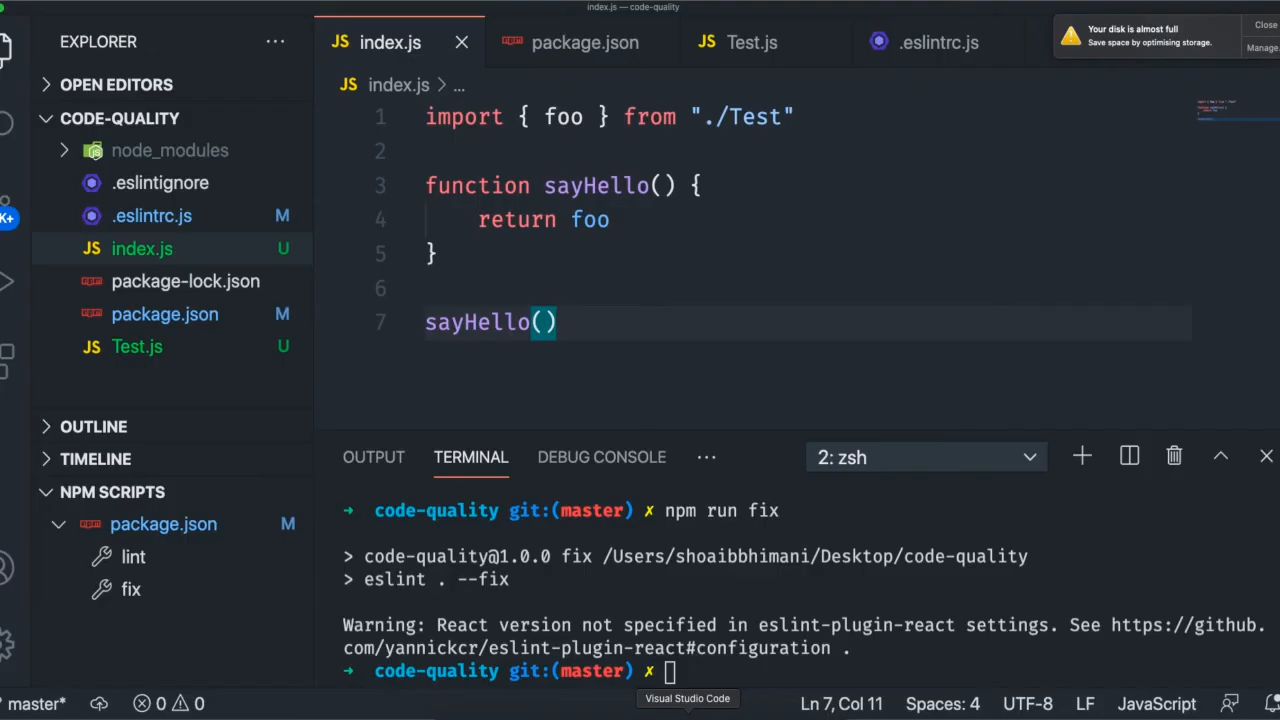 index.js — code-quality
EXPLORER
OPEN EDITORS
CODE-QUALITY
node_modules
.eslintignore
.eslintrc.js M
index.js U
package-lock.json
package.json M
Test.js U
OUTLINE
TIMELINE
NPM SCRIPTS
package.json M
lint
fix
K+
JS index.js
package.json
JS Test.js
.eslintrc.js
Your disk is almost full
Save space by optimising storage.
Close
Manage
JS index.js > ...
1 import { foo } from "./Test"
2
3 function sayHello() {
4 return foo
5 }
6
7 sayHello()
OUTPUT TERMINAL DEBUG CONSOLE ··· 2: zsh
→ code-quality git:(master) ✗ npm run fix
> code-quality@1.0.0 fix /Users/shoaibbhimani/Desktop/code-quality
> eslint . --fix
Warning: React version not specified in eslint-plugin-react settings. See https://github.
com/yannickcr/eslint-plugin-react#configuration .
→ code-quality git:(master) ✗
Visual Studio Code
master* 0 0 Ln 7, Col 11 Spaces: 4 UTF-8 LF JavaScript